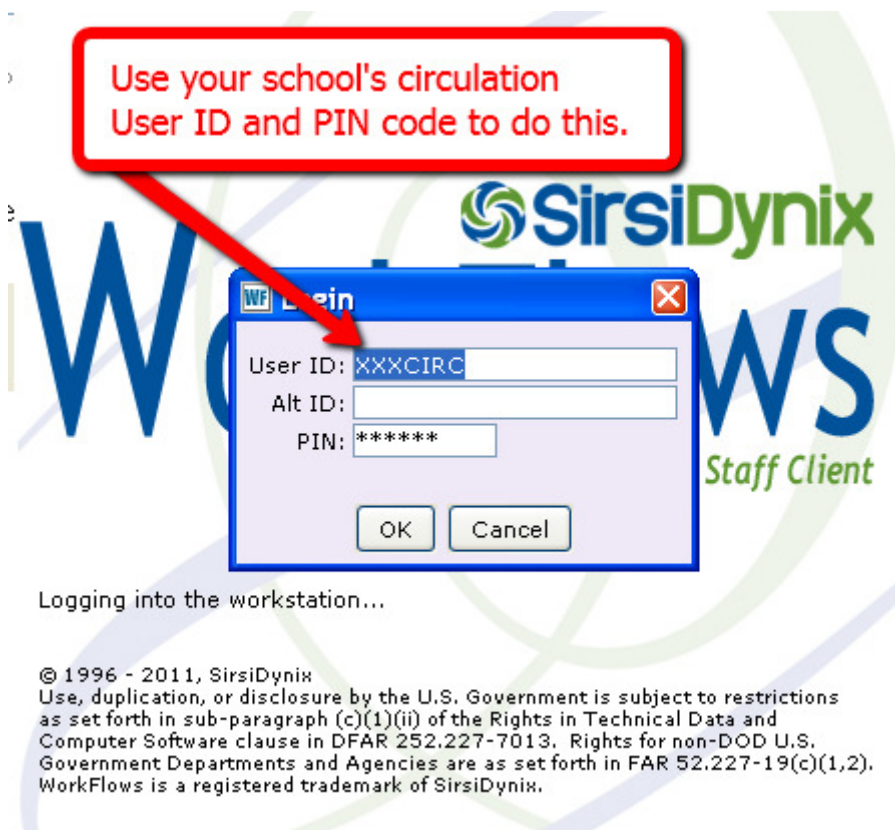 Use your school's circulation
User ID and PIN code to do this.
SirsiDynix
WF Login
User ID: XXXCIRC
Alt ID:
PIN: ******
Staff Client
OK Cancel
Logging into the workstation...
© 1996 - 2011, SirsiDynix
Use, duplication, or disclosure by the U.S. Government is subject to restrictions
as set forth in sub-paragraph (c)(1)(ii) of the Rights in Technical Data and
Computer Software clause in DFAR 252.227-7013. Rights for non-DOD U.S.
Government Departments and Agencies are as set forth in FAR 52.227-19(c)(1,2).
WorkFlows is a registered trademark of SirsiDynix.